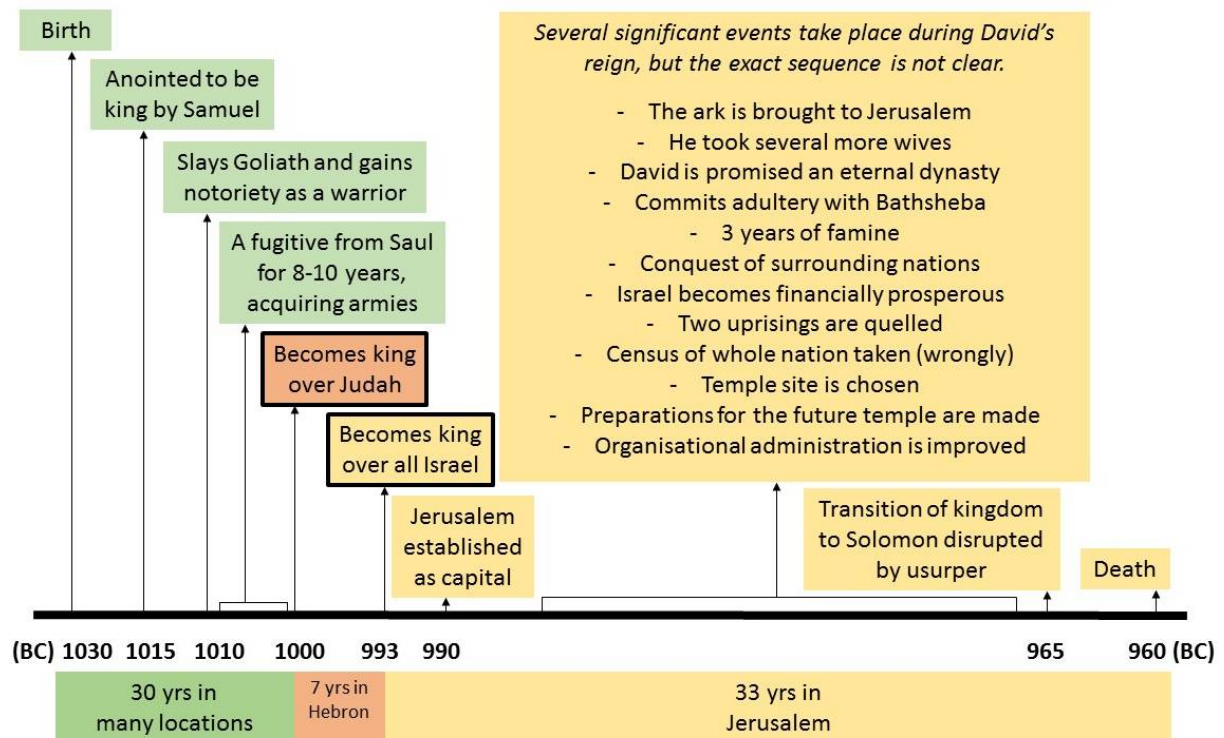 Birth
Anointed to be
king by Samuel
Slays Goliath and gains
notoriety as a warrior
A fugitive from Saul
for 8-10 years,
acquiring armies
Becomes king
over Judah
Becomes king
over all Israel
Jerusalem
established
as capital
Several significant events take place during David’s
reign, but the exact sequence is not clear.
- The ark is brought to Jerusalem
- He took several more wives
- David is promised an eternal dynasty
- Commits adultery with Bathsheba
- 3 years of famine
- Conquest of surrounding nations
- Israel becomes financially prosperous
- Two uprisings are quelled
- Census of whole nation taken (wrongly)
- Temple site is chosen
- Preparations for the future temple are made
- Organisational administration is improved
Transition of kingdom
to Solomon disrupted
by usurper
Death
(BC) 1030 1015 1010 1000 993 990 965 960 (BC)
30 yrs in
many locations
7 yrs in
Hebron
33 yrs in
Jerusalem